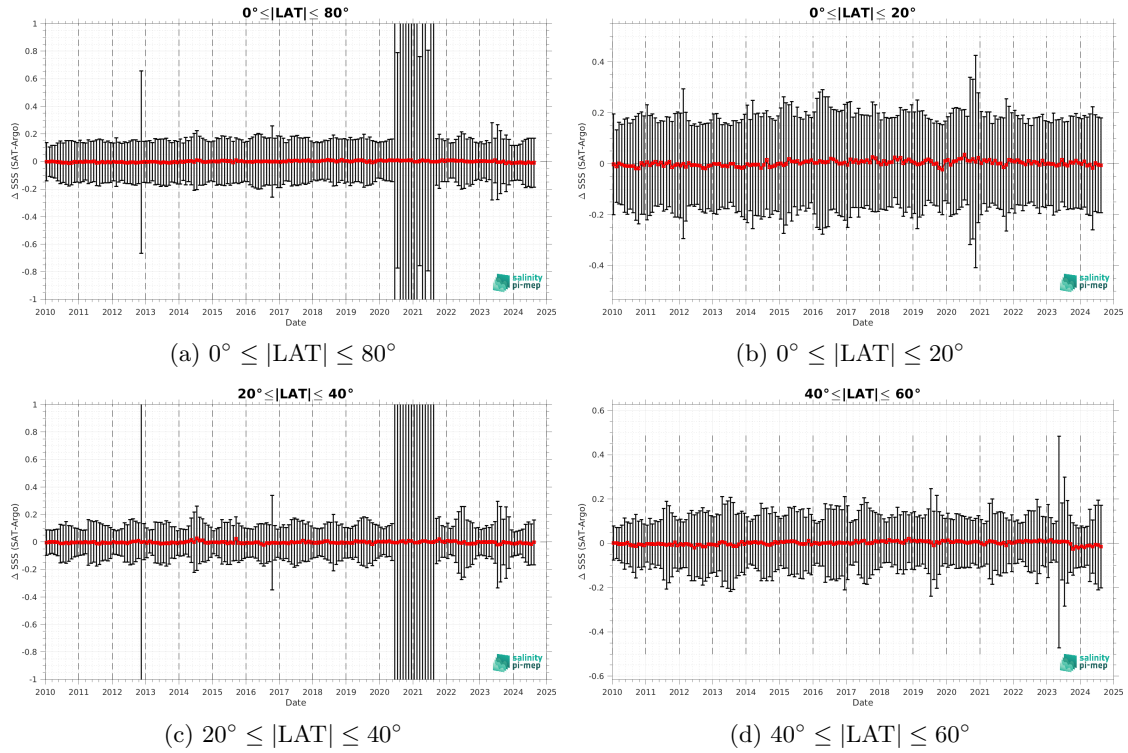 0°≤|LAT|≤ 80°
1
0.8
0.6
0.4
0.2
0
-0.2
-0.4
-0.6
-0.8
-1
Δ SSS (SAT-Argo)
2010 2011 2012 2013 2014 2015 2016 2017 2018 2019 2020 2021 2022 2023 2024 2025
Date
salinity
pi-mep
(a) 0° ≤ |LAT| ≤ 80°
0°≤|LAT|≤ 20°
0.4
0.2
0
-0.2
-0.4
Δ SSS (SAT-Argo)
2010 2011 2012 2013 2014 2015 2016 2017 2018 2019 2020 2021 2022 2023 2024 2025
Date
salinity
pi-mep
(b) 0° ≤ |LAT| ≤ 20°
20°≤|LAT|≤ 40°
1
0.8
0.6
0.4
0.2
0
-0.2
-0.4
-0.6
-0.8
-1
Δ SSS (SAT-Argo)
2010 2011 2012 2013 2014 2015 2016 2017 2018 2019 2020 2021 2022 2023 2024 2025
Date
salinity
pi-mep
(c) 20° ≤ |LAT| ≤ 40°
40°≤|LAT|≤ 60°
0.6
0.4
0.2
0
-0.2
-0.4
-0.6
Δ SSS (SAT-Argo)
2010 2011 2012 2013 2014 2015 2016 2017 2018 2019 2020 2021 2022 2023 2024 2025
Date
salinity
pi-mep
(d) 40° ≤ |LAT| ≤ 60°